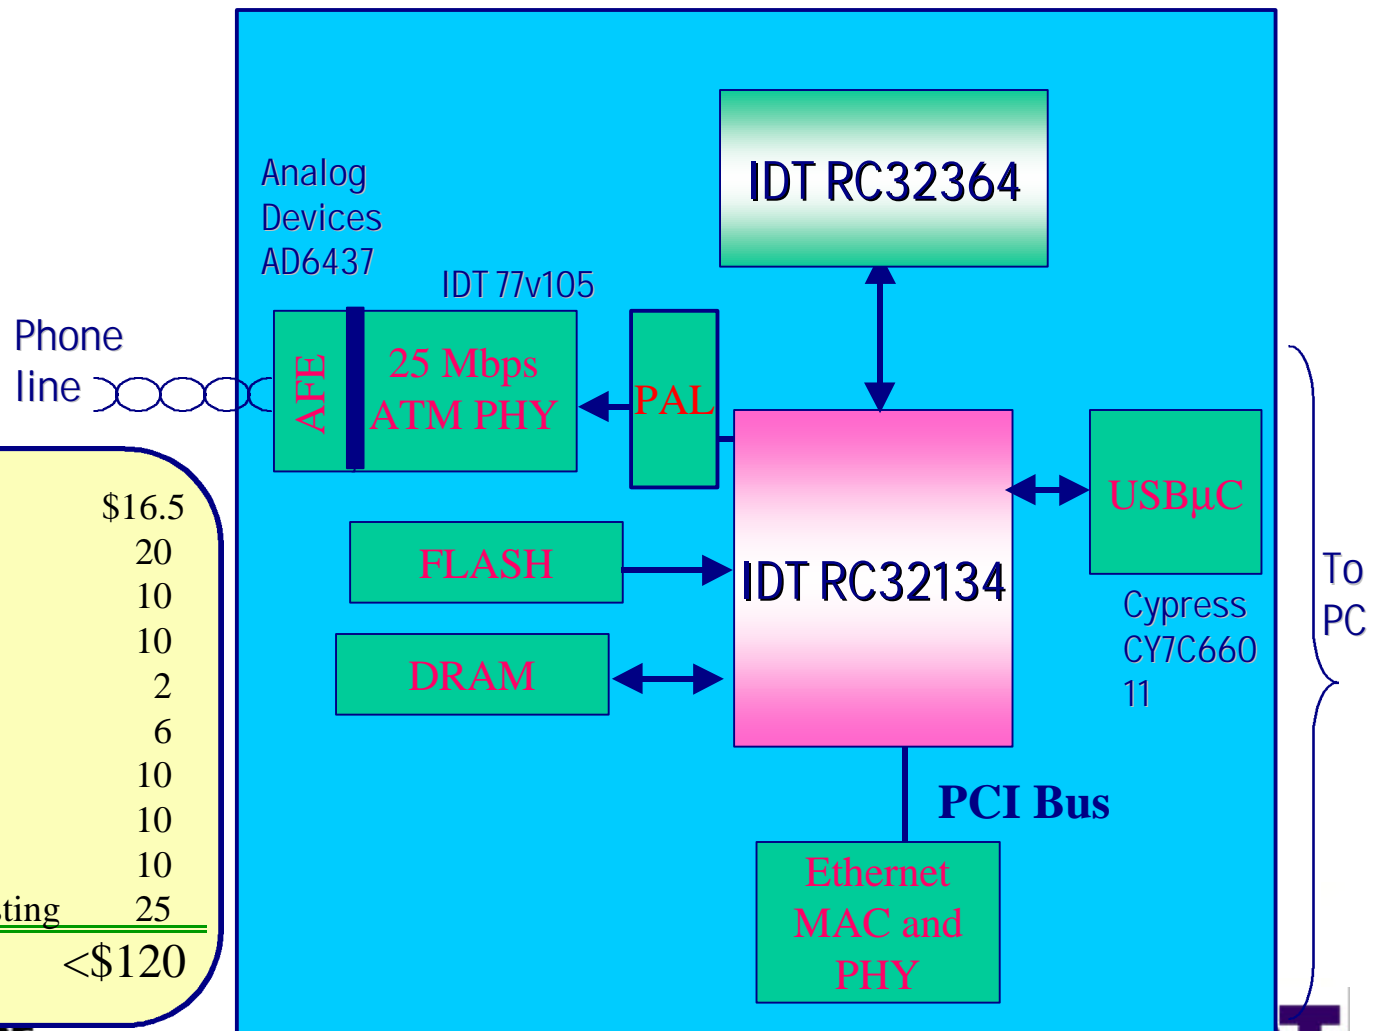 IDT RC32364
Analog
Devices
AD6437
IDT 77v105
Phone
line
AFE
25 Mbps
ATM PHY
PAL
USBµC
FLASH
IDT RC32134
DRAM
Cypress
CY7C660
11
To
PC
PCI Bus
Ethernet
MAC and
PHY
$16.5
20
10
10
2
6
10
10
10
sting 25
<$120